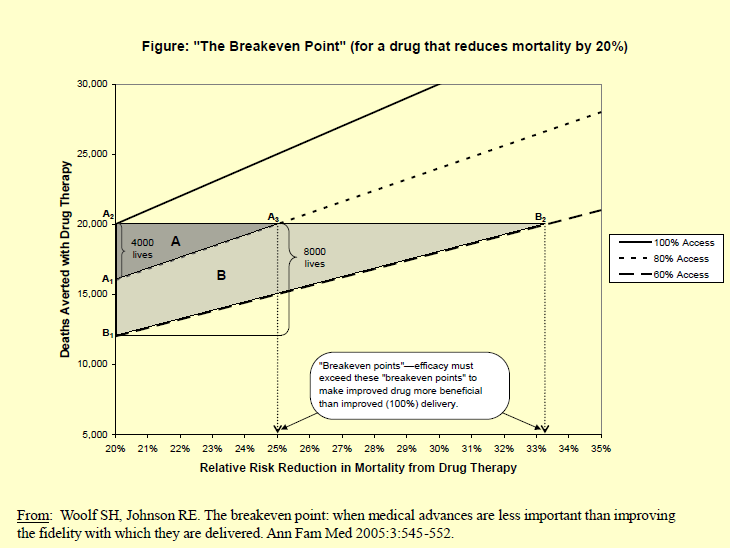 Figure: "The Breakeven Point" (for a drug that reduces mortality by 20%)
Deaths Averted with Drug Therapy
30,000
25,000
20,000
15,000
10,000
5,000
A2
A1
B1
A3
B2
4000
lives
A
B
8000
lives
100% Access
80% Access
60% Access
"Breakeven points"—efficacy must
exceed these "breakeven points" to
make improved drug more beneficial
than improved (100%) delivery.
20% 21% 22% 23% 24% 25% 26% 27% 28% 29% 30% 31% 32% 33% 34% 35%
Relative Risk Reduction in Mortality from Drug Therapy
From: Woolf SH, Johnson RE. The breakeven point: when medical advances are less important than improving
the fidelity with which they are delivered. Ann Fam Med 2005:3:545-552.